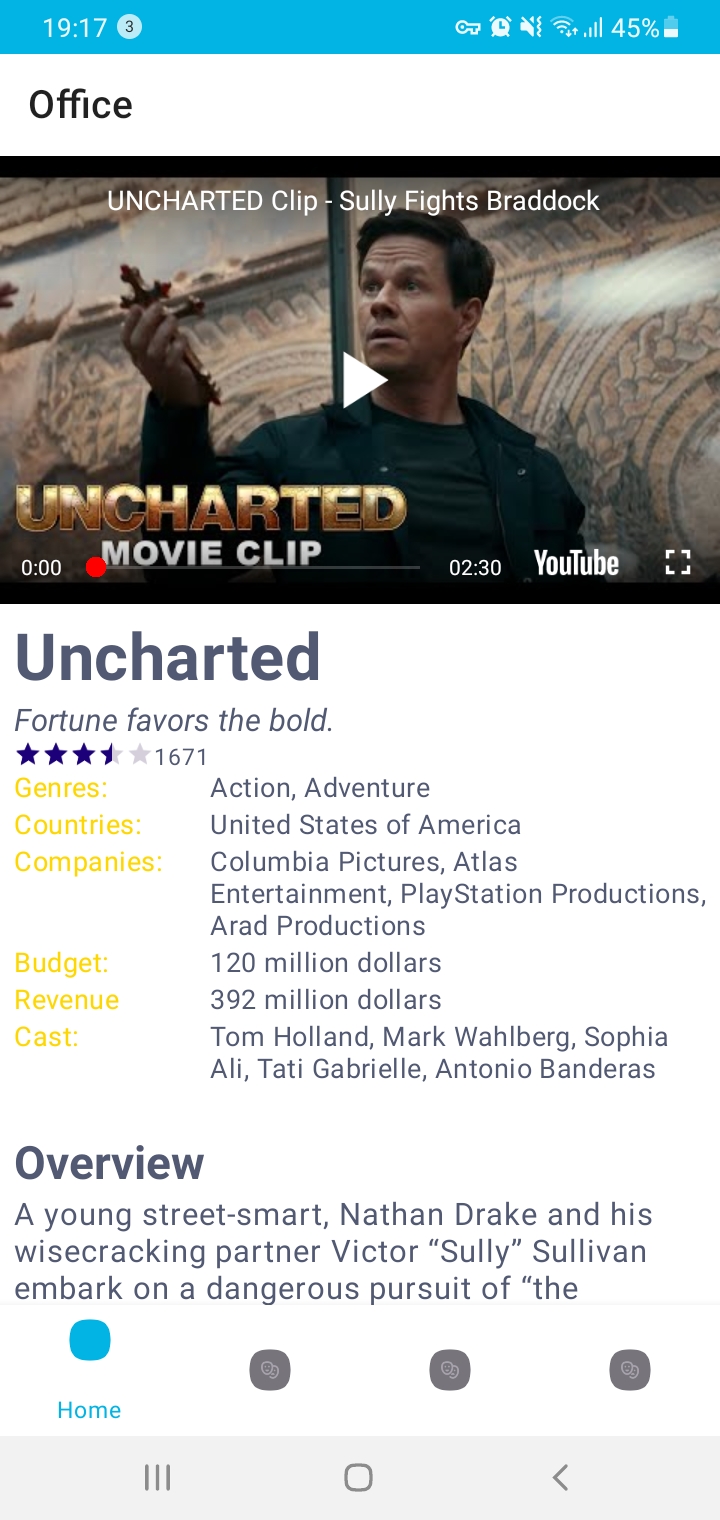 19:17 3 45%
Office
UNCHARTED Clip - Sully Fights Braddock
UNCHARTED
MOVIE CLIP
0:00 02:30 YouTube
Uncharted
Fortune favors the bold.
1671
Genres: Action, Adventure
Countries: United States of America
Companies: Columbia Pictures, Atlas
Entertainment, PlayStation Productions,
Arad Productions
Budget: 120 million dollars
Revenue 392 million dollars
Cast: Tom Holland, Mark Wahlberg, Sophia
Ali, Tati Gabrielle, Antonio Banderas
Overview
A young street-smart, Nathan Drake and his
wisecracking partner Victor “Sully” Sullivan
embark on a dangerous pursuit of “the
Home